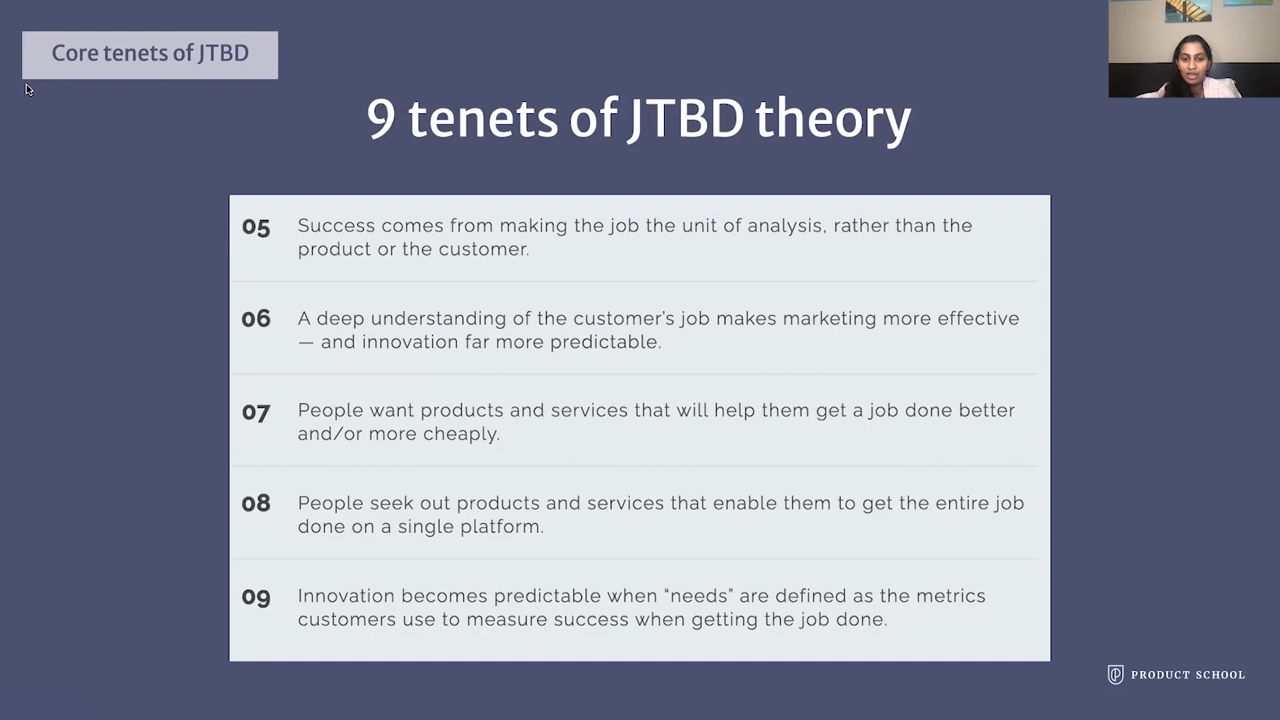 Core tenets of JTBD
9 tenets of JTBD theory
05 Success comes from making the job the unit of analysis, rather than the
product or the customer.
06 A deep understanding of the customer's job makes marketing more effective
— and innovation far more predictable.
07 People want products and services that will help them get a job done better
and/or more cheaply.
08 People seek out products and services that enable them to get the entire job
done on a single platform.
09 Innovation becomes predictable when “needs” are defined as the metrics
customers use to measure success when getting the job done.
PRODUCT SCHOOL